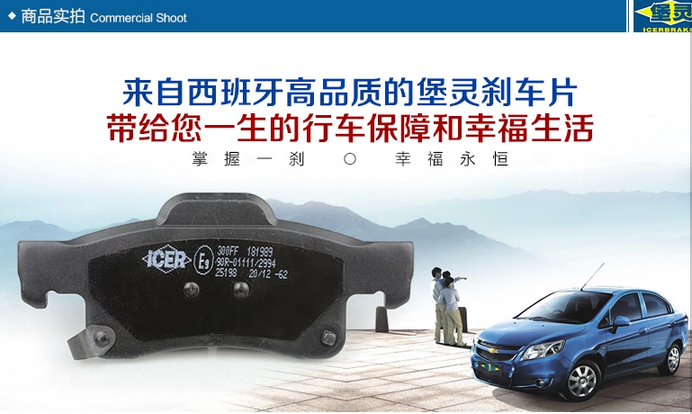 商品实拍 Commercial Shoot
堡灵
ICERBRAKE
来自西班牙高品质的堡灵刹车片
带给您一生的行车保障和幸福生活
掌握一刹 ○ 幸福永恒
ICER E9 300FF 181989
90R-01111/2994
25198 20/12 -62